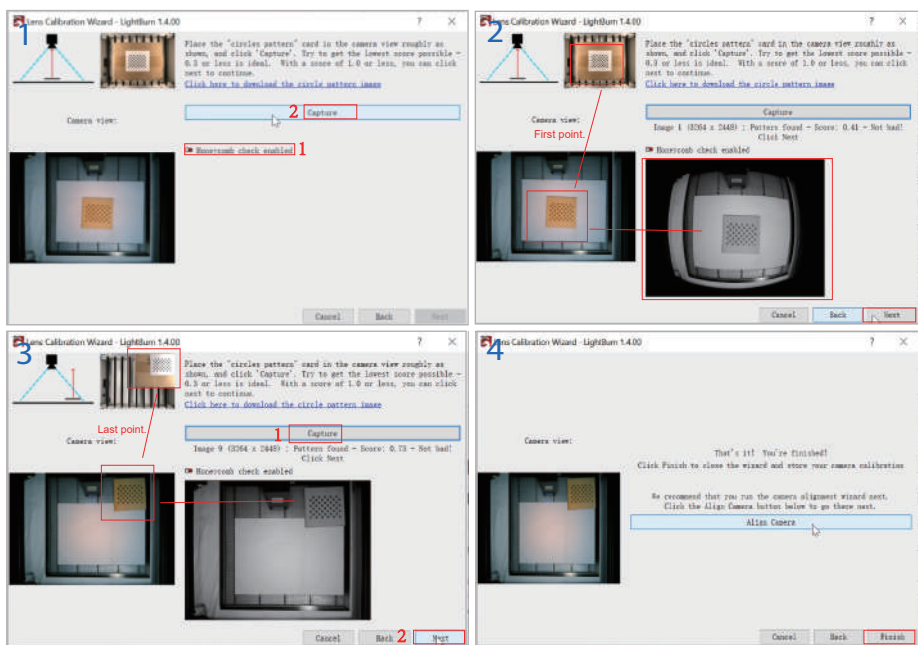 1
Lens Calibration Wizard - LightBurn 1.4.00
? ×
Place the "circles pattern" card in the camera view roughly as
shown, and click 'Capture'. Try to get the lowest score possible -
0.3 or less is ideal. With a score of 1.0 or less, you can click
next to continue.
Click here to download the circle pattern image
Camera view:
2 Capture
Honeycomb check enabled 1
Cancel Back Next
2
Lens Calibration Wizard - LightBurn 1.4.00
? ×
Place the "circles pattern" card in the camera view roughly as
shown, and click 'Capture'. Try to get the lowest score possible -
0.3 or less is ideal. With a score of 1.0 or less, you can click
next to continue.
Click here to download the circle pattern image
Capture
Camera view:
First point.
Image 1 (3264 x 2448) : Pattern found - Score: 0.41 - Not bad!
Click Next
Honeycomb check enabled
Cancel Back Next
3
Lens Calibration Wizard - LightBurn 1.4.00
? ×
Place the "circles pattern" card in the camera view roughly as
shown, and click 'Capture'. Try to get the lowest score possible -
0.3 or less is ideal. With a score of 1.0 or less, you can click
next to continue.
Click here to download the circle pattern image
Last point.
1 Capture
Camera view:
Image 9 (3264 x 2448) : Pattern found - Score: 0.73 - Not bad!
Click Next
Honeycomb check enabled
Cancel Back 2 Next
4
Lens Calibration Wizard - LightBurn 1.4.00
? ×
Camera view:
That's it! You're finished!
Click Finish to close the wizard and store your camera calibration
We recommend that you run the camera alignment wizard next.
Click the Align Camera button below to go there next.
Align Camera
Cancel Back Finish